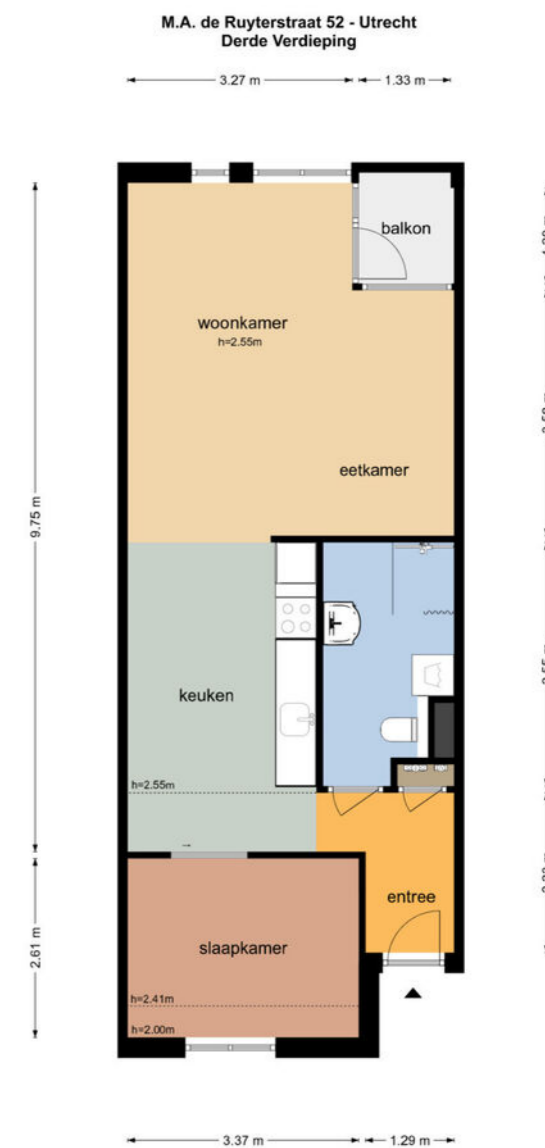 M.A. de Ruyterstraat 52 - Utrecht
Derde Verdieping
3.27 m
1.33 m
balkon
woonkamer
h=2.55m
eetkamer
9.75 m
keuken
h=2.55m
entree
slaapkamer
2.61 m
h=2.41m
h=2.00m
3.37 m
1.29 m